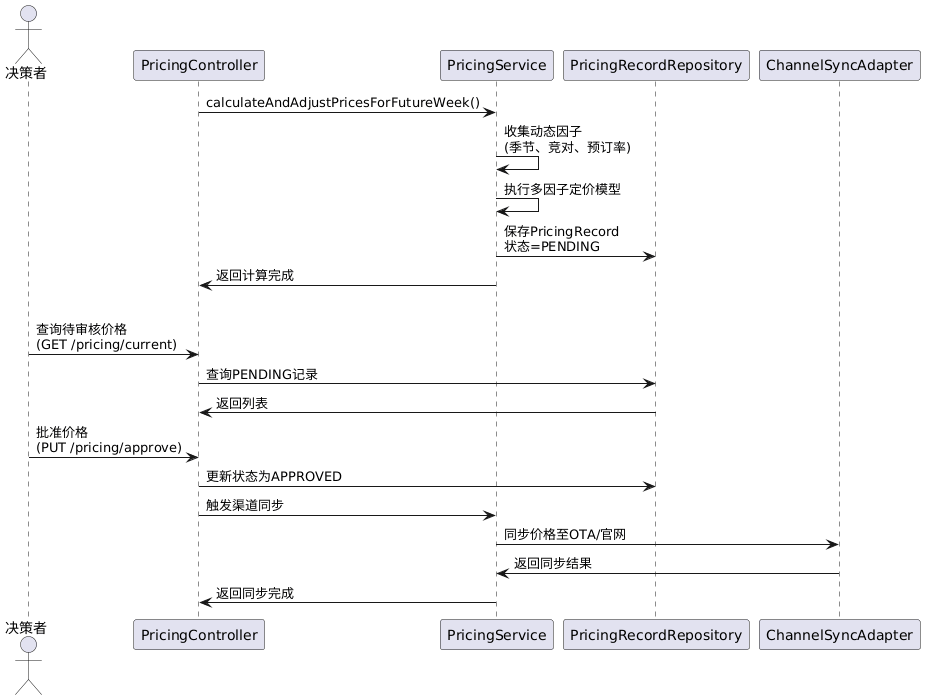 决策者
PricingController
PricingService
PricingRecordRepository
ChannelSyncAdapter
calculateAndAdjustPricesForFutureWeek()
收集动态因子
(季节、竞对、预订率)
执行多因子定价模型
保存PricingRecord
状态=PENDING
返回计算完成
查询待审核价格
(GET /pricing/current)
查询PENDING记录
返回列表
批准价格
(PUT /pricing/approve)
更新状态为APPROVED
触发渠道同步
同步价格至OTA/官网
返回同步结果
返回同步完成
决策者
PricingController
PricingService
PricingRecordRepository
ChannelSyncAdapter